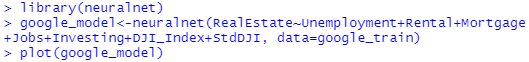 > library(neuralnet)
> google_model<-neuralnet(RealEstate~Unemployment+Rental+Mortgage
+Jobs+Investing+DJI_Index+StdDJI, data=google_train)
> plot(google_model)